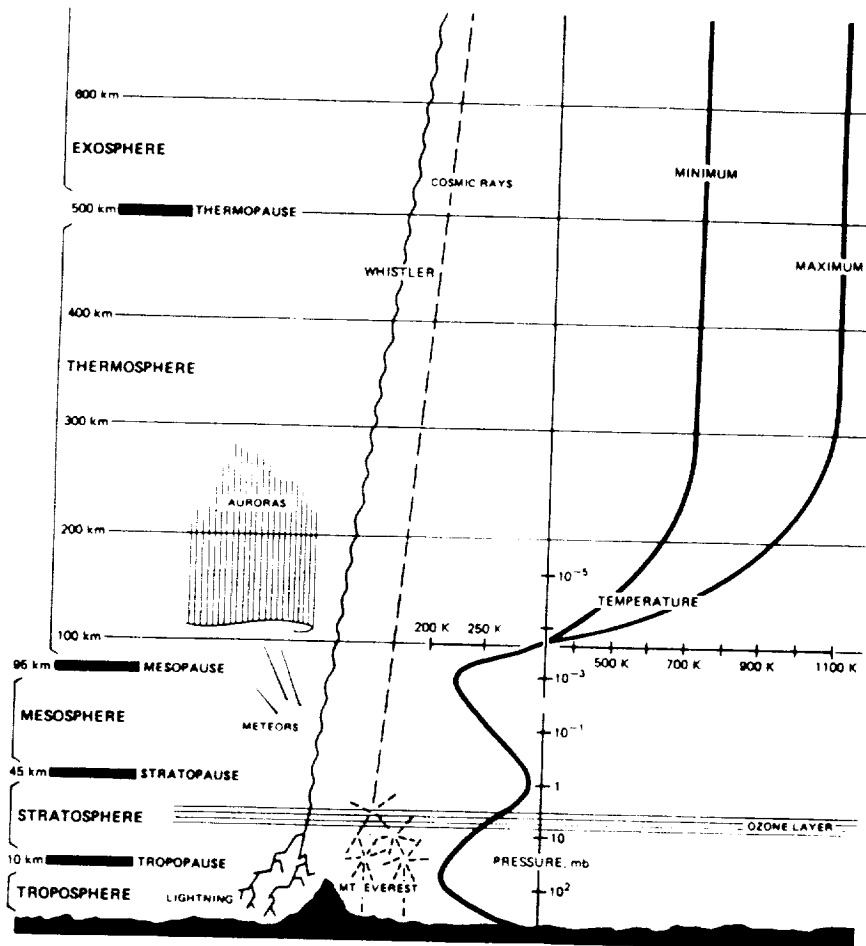 600 km
EXOSPHERE
COSMIC RAYS
MINIMUM
500 km THERMOPAUSE
WHISTLER
MAXIMUM
400 km
THERMOSPHERE
300 km
AURORAS
200 km
10⁻⁵
TEMPERATURE
100 km
200 K 250 K
500 K 700 K 900 K 1100 K
95 km MESOPAUSE
10⁻³
MESOSPHERE
METEORS
10⁻¹
45 km STRATOPAUSE
1
STRATOSPHERE
OZONE LAYER
10
10 km TROPOPAUSE
PRESSURE, mb
TROPOSPHERE
LIGHTNING
MT EVEREST
10²